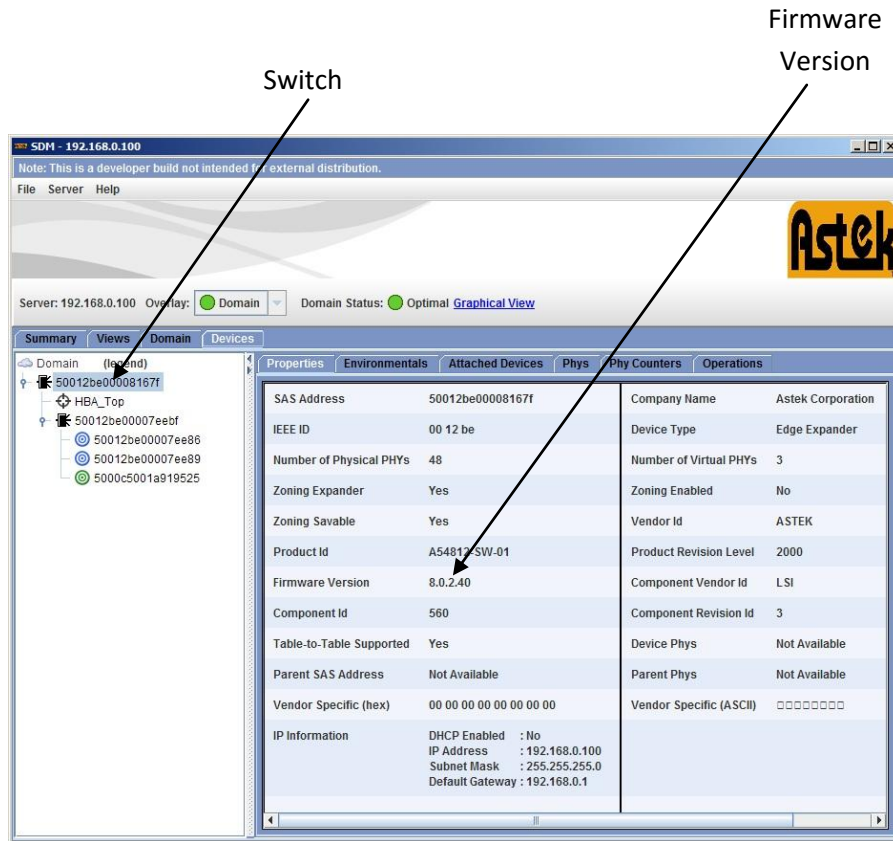 Firmware
Version
Switch
SDM - 192.168.0.100
Note: This is a developer build not intended for external distribution.
File Server Help
Astek
Server: 192.168.0.100 Overlay: Domain Domain Status: Optimal Graphical View
Summary Views Domain Devices
Domain (legend)
50012be00008167f
HBA_Top
50012be00007eebf
50012be00007ee86
50012be00007ee89
5000c5001a919525
Properties Environmentals Attached Devices Phys Phy Counters Operations
SAS Address 50012be00008167f Company Name Astek Corporation
IEEE ID 00 12 be Device Type Edge Expander
Number of Physical PHYs 48 Number of Virtual PHYs 3
Zoning Expander Yes Zoning Enabled No
Zoning Savable Yes Vendor Id ASTEK
Product Id A54812-SW-01 Product Revision Level 2000
Firmware Version 8.0.2.40 Component Vendor Id LSI
Component Id 560 Component Revision Id 3
Table-to-Table Supported Yes Device Phys Not Available
Parent SAS Address Not Available Parent Phys Not Available
Vendor Specific (hex) 00 00 00 00 00 00 00 00 Vendor Specific (ASCII) □□□□□□□□
IP Information DHCP Enabled : No
IP Address : 192.168.0.100
Subnet Mask : 255.255.255.0
Default Gateway : 192.168.0.1